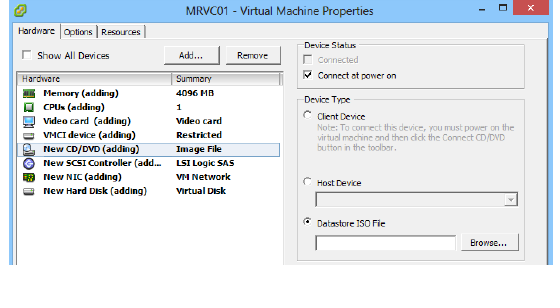 MRVC01 - Virtual Machine Properties
Hardware Options Resources
Show All Devices Add... Remove
Hardware Summary
Memory (adding) 4096 MB
CPUs (adding) 1
Video card (adding) Video card
VMCI device (adding) Restricted
New CD/DVD (adding) Image File
New SCSI Controller (add... LSI Logic SAS
New NIC (adding) VM Network
New Hard Disk (adding) Virtual Disk
Device Status
Connected
Connect at power on
Device Type
Client Device
Note: To connect this device, you must power on the
virtual machine and then click the Connect CD/DVD
button in the toolbar.
Host Device
Datastore ISO File
Browse...